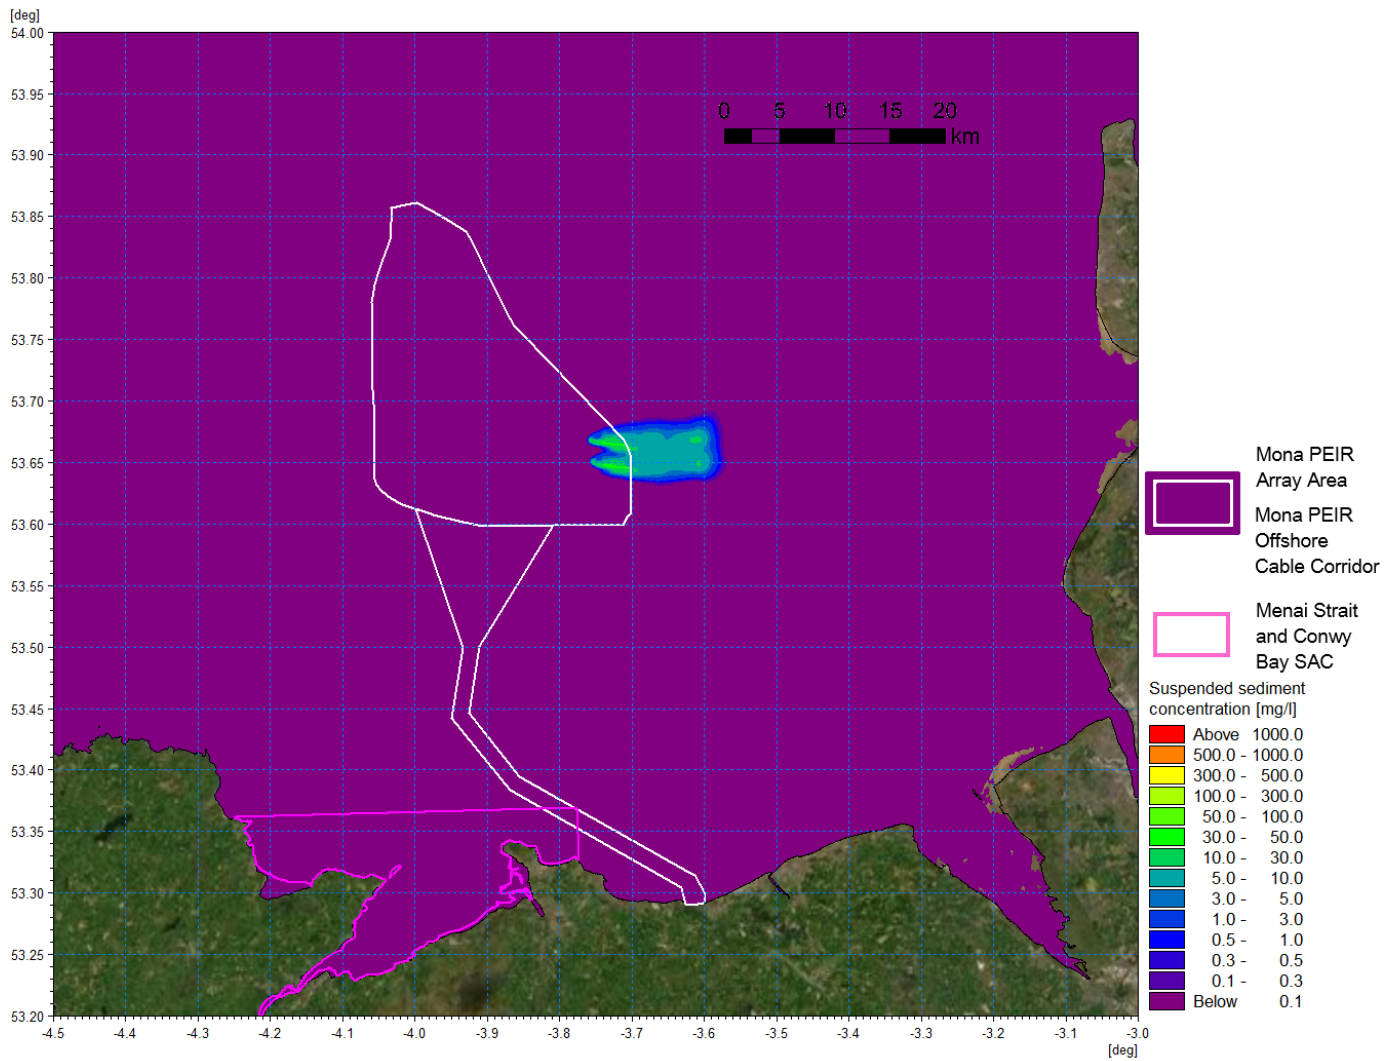 [deg]
54.00
53.95
53.90
53.85
53.80
53.75
53.70
53.65
53.60
53.55
53.50
53.45
53.40
53.35
53.30
53.25
53.20
-4.5 -4.4 -4.3 -4.2 -4.1 -4.0 -3.9 -3.8 -3.7 -3.6 -3.5 -3.4 -3.3 -3.2 -3.1 -3.0
[deg]
0 5 10 15 20
km
Mona PEIR
Array Area
Mona PEIR
Offshore
Cable Corridor
Menai Strait
and Conwy
Bay SAC
Suspended sediment
concentration [mg/l]
Above 1000.0
500.0 - 1000.0
300.0 - 500.0
100.0 - 300.0
50.0 - 100.0
30.0 - 50.0
10.0 - 30.0
5.0 - 10.0
3.0 - 5.0
1.0 - 3.0
0.5 - 1.0
0.3 - 0.5
0.1 - 0.3
Below 0.1